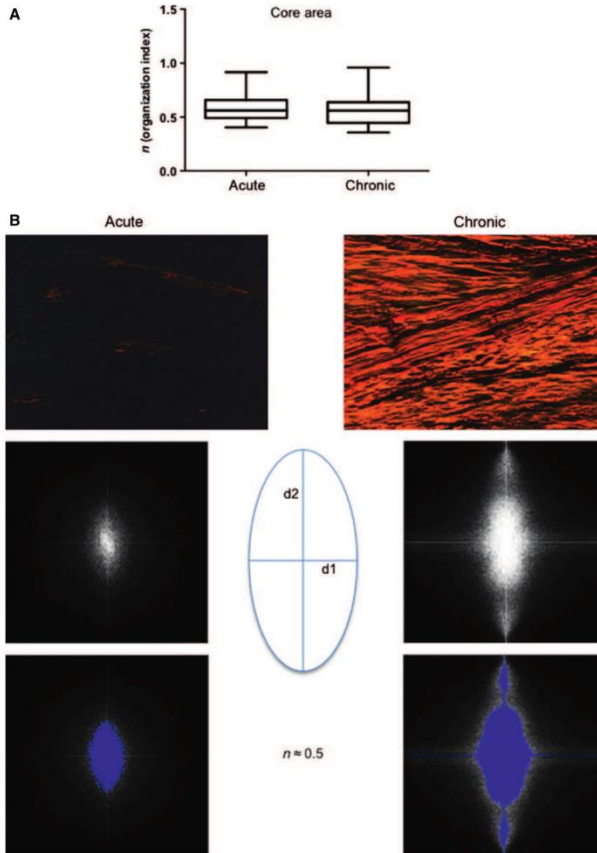 A
Core area
n (organization index)
1.5
1.0
0.5
0.0
Acute
Chronic
B
Acute
Chronic
d2
d1
n ≈ 0.5